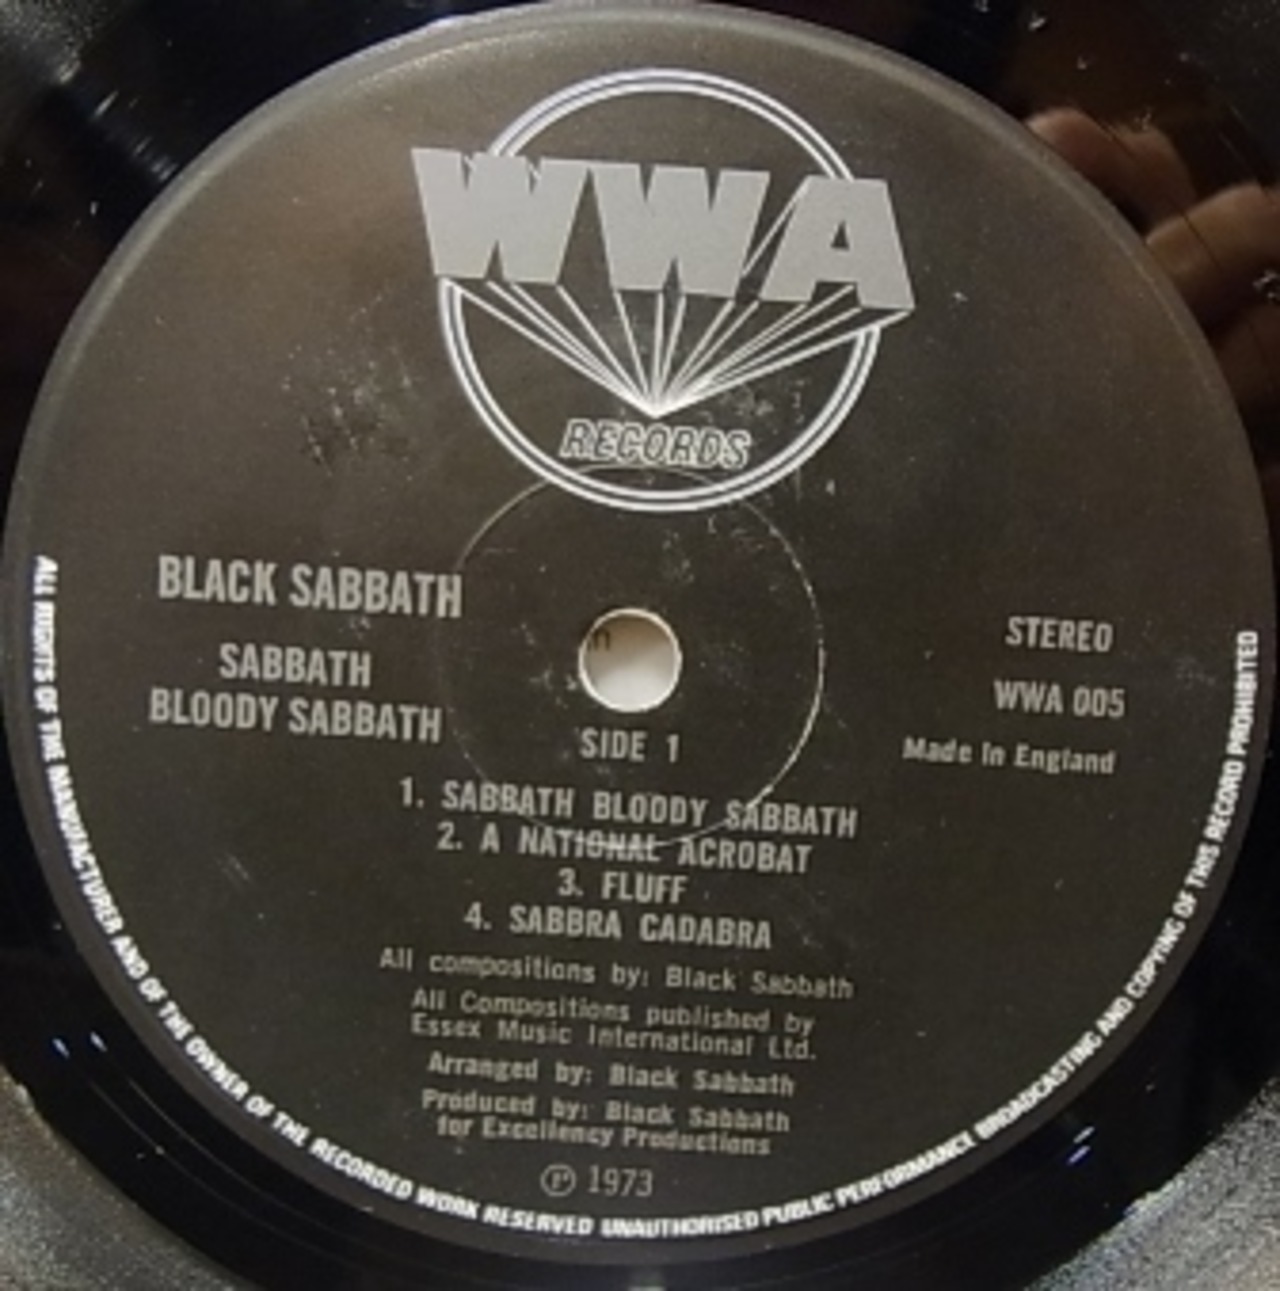 WWA
RECORDS
BLACK SABBATH
SABBATH
BLOODY SABBATH
STEREO
WWA 005
Made In England
SIDE 1
1. SABBATH BLOODY SABBATH
2. A NATIONAL ACROBAT
3. FLUFF
4. SABBRA CADABRA
All compositions by: Black Sabbath
All Compositions published by
Essex Music International Ltd.
Arranged by: Black Sabbath
Produced by: Black Sabbath
for Excellency Productions
℗ 1973
ALL RIGHTS OF THE MANUFACTURER AND OF THE OWNER OF THE RECORDED WORK RESERVED UNAUTHORISED PUBLIC PERFORMANCE BROADCASTING AND COPYING OF THIS RECORD PROHIBITED